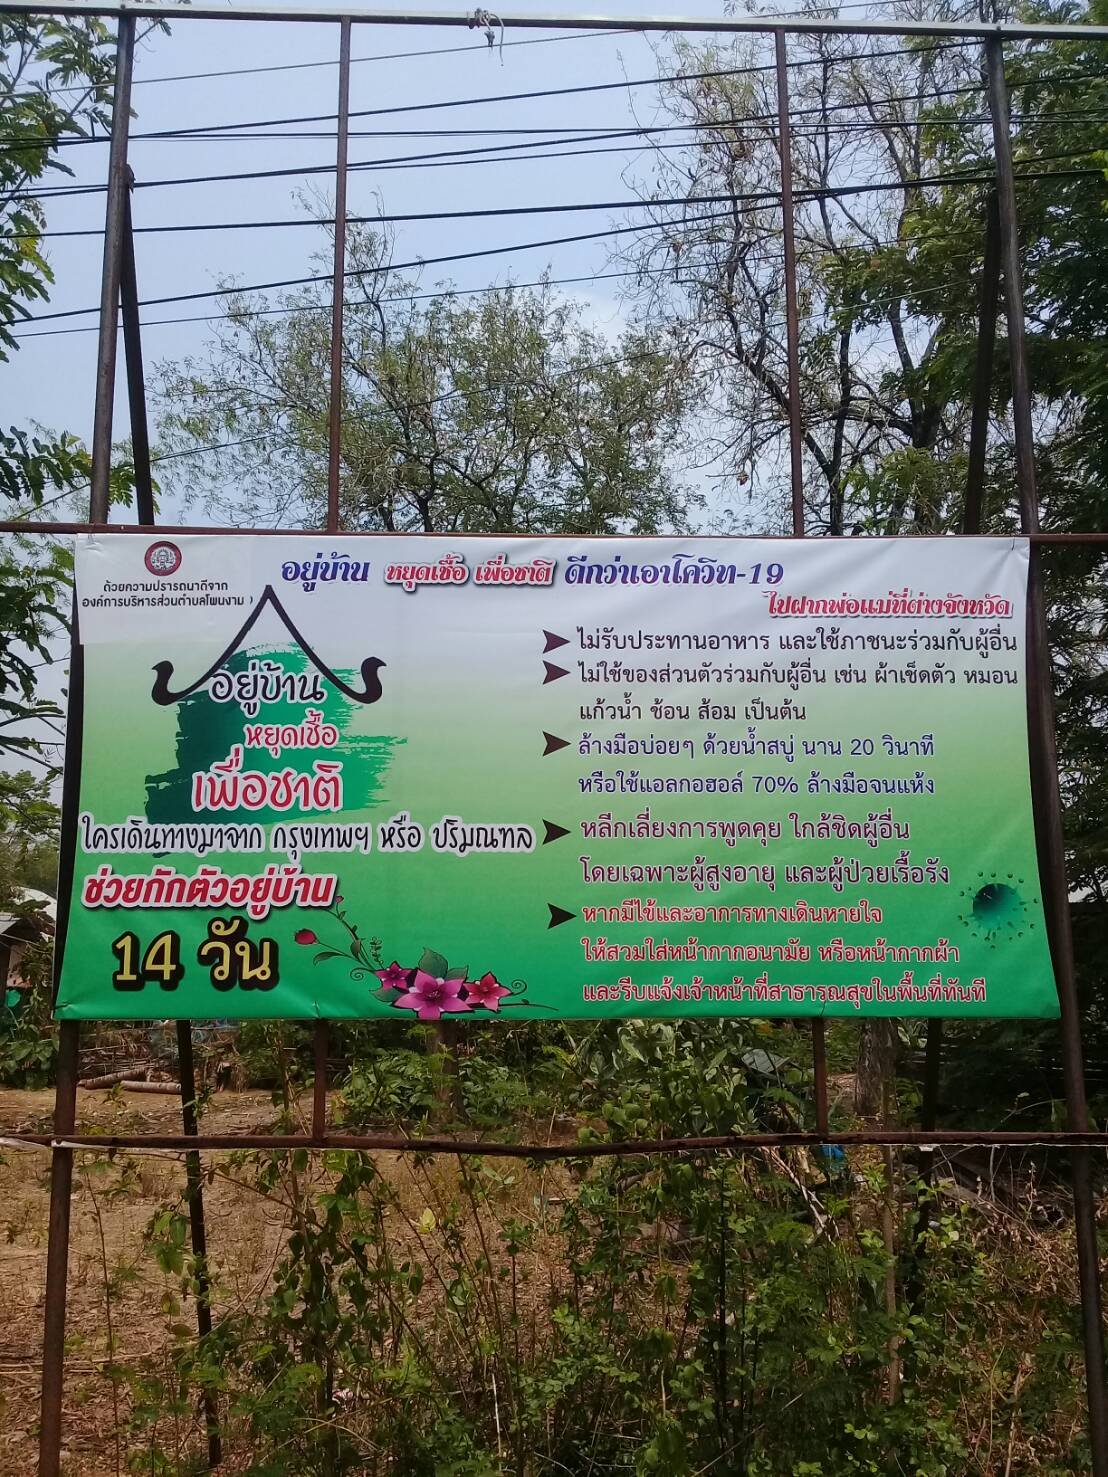 ด้วยความปรารถนาดีจาก
องค์การบริหารส่วนตำบลโพนงาม
อยู่บ้าน หยุดเชื้อ เพื่อชาติ ดีกว่าเอาโควิท-19
ไปฝากพ่อแม่ที่ต่างจังหวัด
อยู่บ้าน
หยุดเชื้อ
เพื่อชาติ
ใครเดินทางมาจาก กรุงเทพฯ หรือ ปริมณฑล
ช่วยกักตัวอยู่บ้าน
14 วัน
ไม่รับประทานอาหาร และใช้ภาชนะร่วมกับผู้อื่น
ไม่ใช้ของส่วนตัวร่วมกับผู้อื่น เช่น ผ้าเช็ดตัว หมอน
แก้วน้ำ ช้อน ส้อม เป็นต้น
ล้างมือบ่อยๆ ด้วยน้ำสบู่ นาน 20 วินาที
หรือใช้แอลกอฮอล์ 70% ล้างมือจนแห้ง
หลีกเลี่ยงการพูดคุย ใกล้ชิดผู้อื่น
โดยเฉพาะผู้สูงอายุ และผู้ป่วยเรื้อรัง
หากมีไข้และอาการทางเดินหายใจ
ให้สวมใส่หน้ากากอนามัย หรือหน้ากากผ้า
และรีบแจ้งเจ้าหน้าที่สาธารณสุขในพื้นที่ทันที